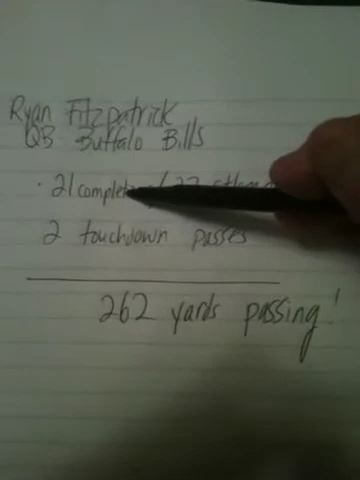 Ryan Fitzpatrick
QB Buffalo Bills
21
2 touchdown passes
262 yards passing!